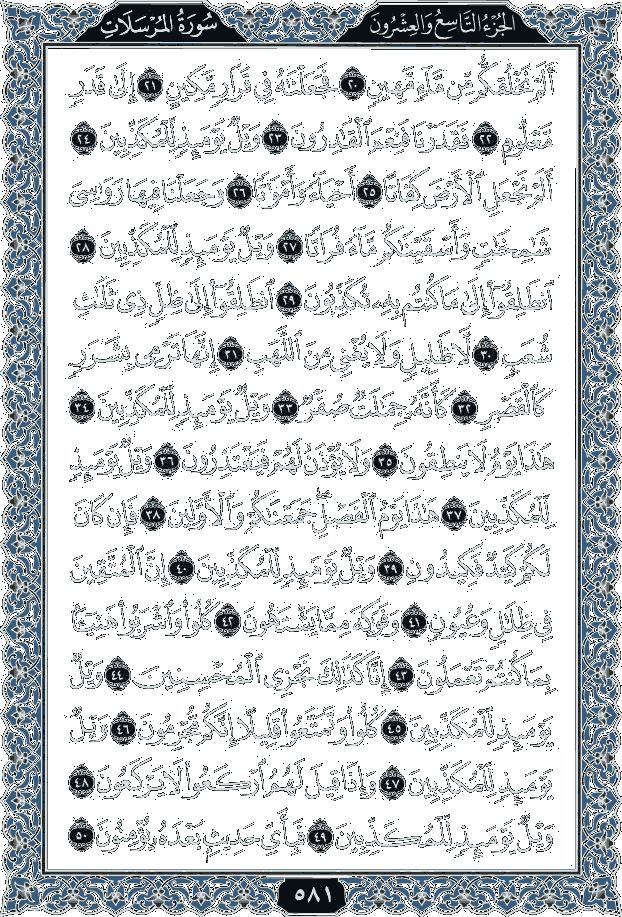 سُورَةُ المُرْسَلَاتِ
الجُزْءُ التَّاسِعُ وَالعِشْرُونَ
أَلَمْ نَخْلُقكُّم مِّن مَّآءٍ مَّهِينٍ ٢٠ فَجَعَلْنَٰهُ فِي قَرَارٍ مَّكِينٍ ٢١ إِلَىٰ قَدَرٍ
مَّعْلُومٍ ٢٢ فَقَدَرْنَا فَنِعْمَ ٱلْقَٰدِرُونَ ٢٣ وَيْلٌ يَوْمَئِذٍ لِّلْمُكَذِّبِينَ ٢٤
أَلَمْ نَجْعَلِ ٱلْأَرْضَ كِفَاتًا ٢٥ أَحْيَآءً وَأَمْوَٰتًا ٢٦ وَجَعَلْنَا فِيهَا رَوَٰسِيَ
شَٰمِخَٰتٍ وَأَسْقَيْنَٰكُم مَّآءً فُرَاتًا ٢٧ وَيْلٌ يَوْمَئِذٍ لِّلْمُكَذِّبِينَ ٢٨
ٱنطَلِقُوٓا۟ إِلَىٰ مَا كُنتُم بِهِۦ تُكَذِّبُونَ ٢٩ ٱنطَلِقُوٓا۟ إِلَىٰ ظِلٍّ ذِي ثَلَٰثِ
شُعَبٍ ٣٠ لَّا ظَلِيلٍ وَلَا يُغْنِي مِنَ ٱللَّهَبِ ٣١ إِنَّهَا تَرْمِي بِشَرَرٍ
كَٱلْقَصْرِ ٣٢ كَأَنَّهُۥ جِمَٰلَتٌ صُفْرٌ ٣٣ وَيْلٌ يَوْمَئِذٍ لِّلْمُكَذِّبِينَ ٣٤
هَٰذَا يَوْمُ لَا يَنطِقُونَ ٣٥ وَلَا يُؤْذَنُ لَهُمْ فَيَعْتَذِرُونَ ٣٦ وَيْلٌ يَوْمَئِذٍ
لِّلْمُكَذِّبِينَ ٣٧ هَٰذَا يَوْمُ ٱلْفَصْلِ ۖ جَمَعْنَٰكُمْ وَٱلْأَوَّلِينَ ٣٨ فَإِن كَانَ
لَكُمْ كَيْدٌ فَكِيدُونِ ٣٩ وَيْلٌ يَوْمَئِذٍ لِّلْمُكَذِّبِينَ ٤٠ إِنَّ ٱلْمُتَّقِينَ
فِي ظِلَٰلٍ وَعُيُونٍ ٤١ وَفَوَٰكِهَ مِمَّا يَشْتَهُونَ ٤٢ كُلُوا۟ وَٱشْرَبُوا۟ هَنِيٓـًٔا
بِمَا كُنتُمْ تَعْمَلُونَ ٤٣ إِنَّا كَذَٰلِكَ نَجْزِي ٱلْمُحْسِنِينَ ٤٤ وَيْلٌ
يَوْمَئِذٍ لِّلْمُكَذِّبِينَ ٤٥ كُلُوا۟ وَتَمَتَّعُوا۟ قَلِيلًا إِنَّكُم مُّجْرِمُونَ ٤٦ وَيْلٌ
يَوْمَئِذٍ لِّلْمُكَذِّبِينَ ٤٧ وَإِذَا قِيلَ لَهُمُ ٱرْكَعُوا۟ لَا يَرْكَعُونَ ٤٨
وَيْلٌ يَوْمَئِذٍ لِّلْمُكَذِّبِينَ ٤٩ فَبِأَيِّ حَدِيثٍۭ بَعْدَهُۥ يُؤْمِنُونَ ٥٠
٥٨١